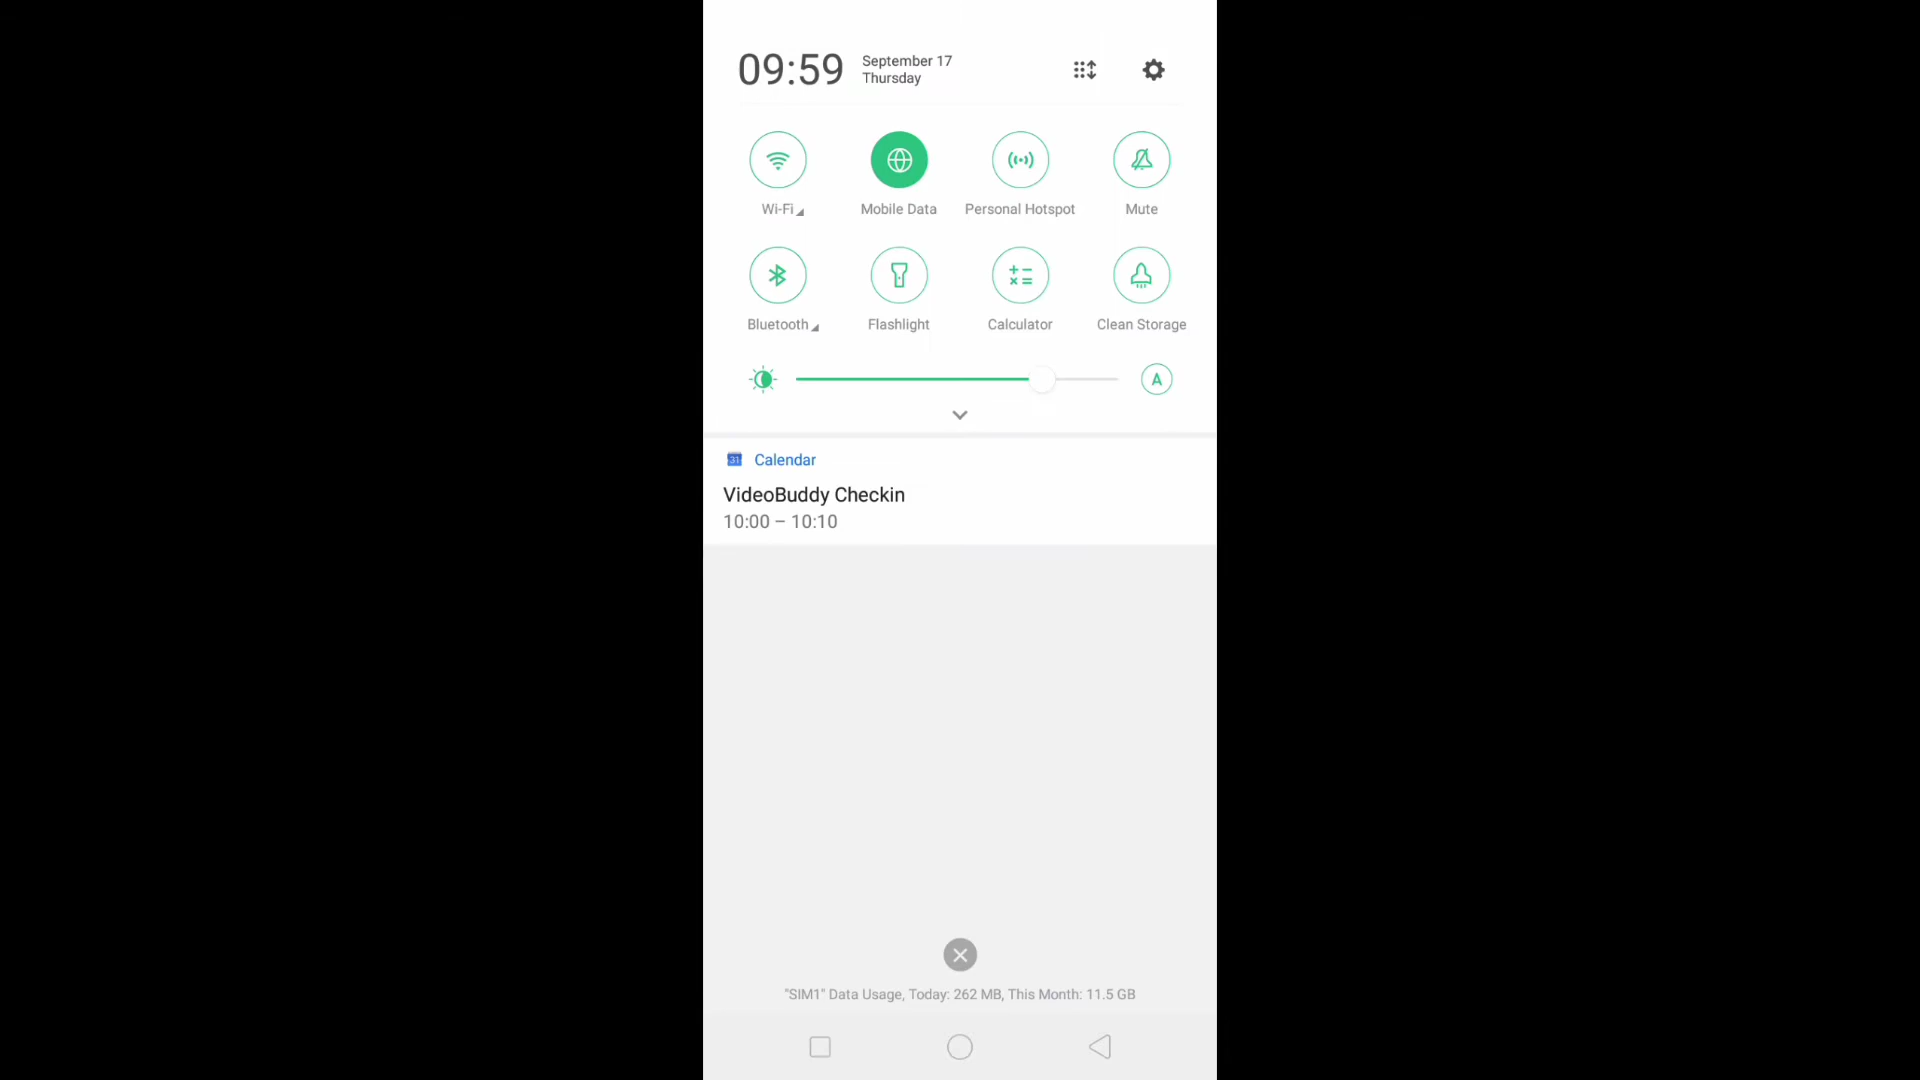 09:59
September 17
Thursday
Wi-Fi
Mobile Data
Personal Hotspot
Mute
Bluetooth
Flashlight
Calculator
Clean Storage
A
31 Calendar
VideoBuddy Checkin
10:00 – 10:10
"SIM1" Data Usage, Today: 262 MB, This Month: 11.5 GB